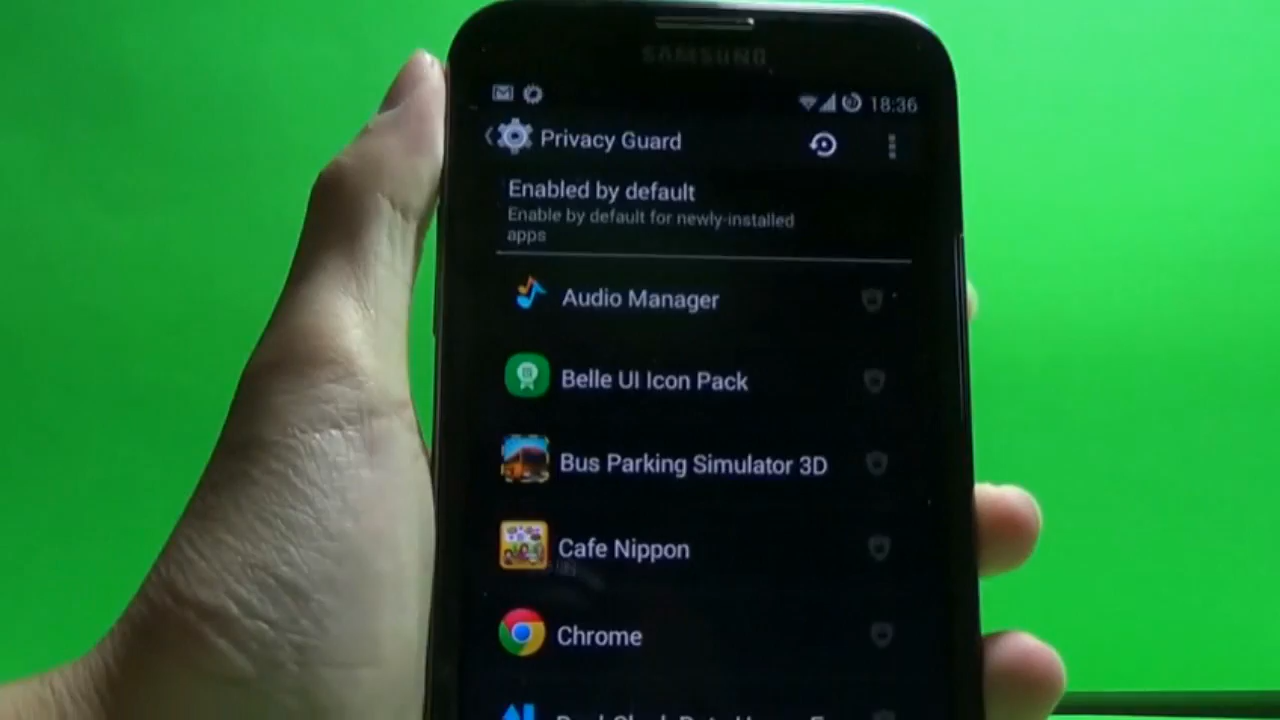 SAMSUNG
18:36
Privacy Guard
Enabled by default
Enable by default for newly-installed
apps
Audio Manager
Belle UI Icon Pack
Bus Parking Simulator 3D
Cafe Nippon
Chrome